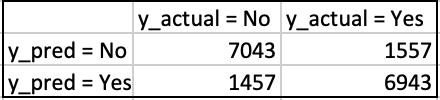 y_actual = No y_actual = Yes
y_pred = No 7043 1557
y_pred = Yes 1457 6943